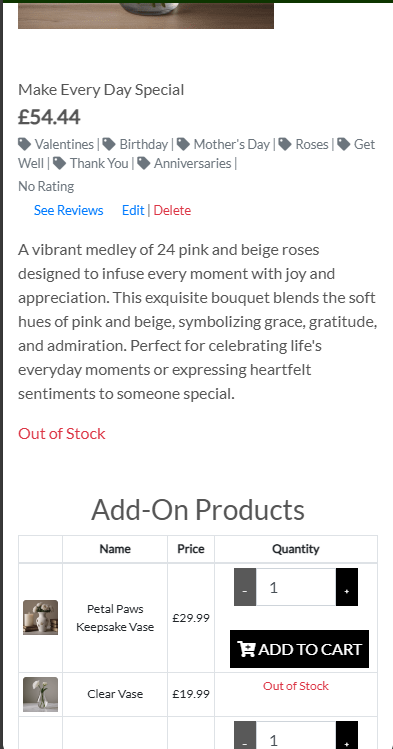 Make Every Day Special
£54.44
Valentines | Birthday | Mother's Day | Roses | Get
Well | Thank You | Anniversaries |
No Rating
See Reviews Edit | Delete
A vibrant medley of 24 pink and beige roses
designed to infuse every moment with joy and
appreciation. This exquisite bouquet blends the soft
hues of pink and beige, symbolizing grace, gratitude,
and admiration. Perfect for celebrating life's
everyday moments or expressing heartfelt
sentiments to someone special.
Out of Stock
Add-On Products
Name Price Quantity
Petal Paws
Keepsake Vase
£29.99
- 1 +
ADD TO CART
Clear Vase £19.99 Out of Stock
- 1 +